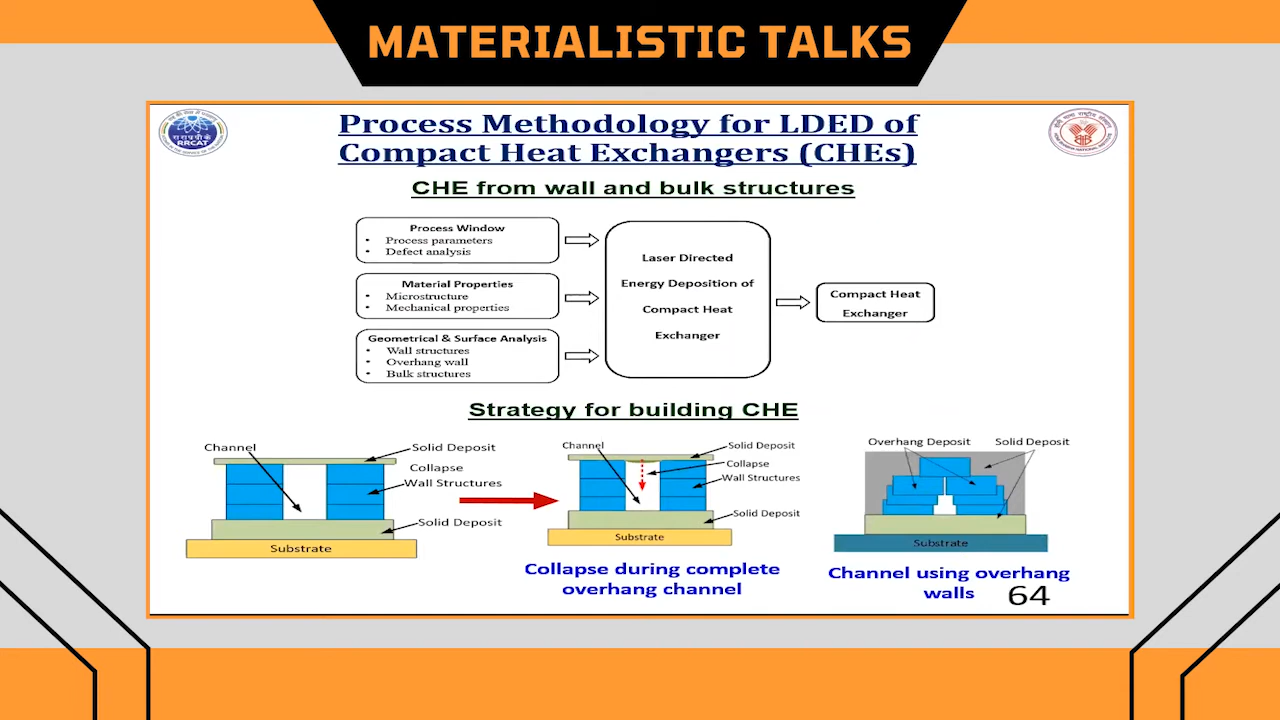 MATERIALISTIC TALKS
RRCAT
Process Methodology for LDED of
Compact Heat Exchangers (CHEs)
CHE from wall and bulk structures
Process Window
• Process parameters
• Defect analysis
Material Properties
• Microstructure
• Mechanical properties
Geometrical & Surface Analysis
• Wall structures
• Overhang wall
• Bulk structures
Laser Directed
Energy Deposition of
Compact Heat
Exchanger
Compact Heat
Exchanger
Strategy for building CHE
Channel
Solid Deposit
Collapse
Wall Structures
Solid Deposit
Substrate
Channel
Solid Deposit
Collapse
Wall Structures
Solid Deposit
Substrate
Collapse during complete
overhang channel
Overhang Deposit
Solid Deposit
Substrate
Channel using overhang
walls
64